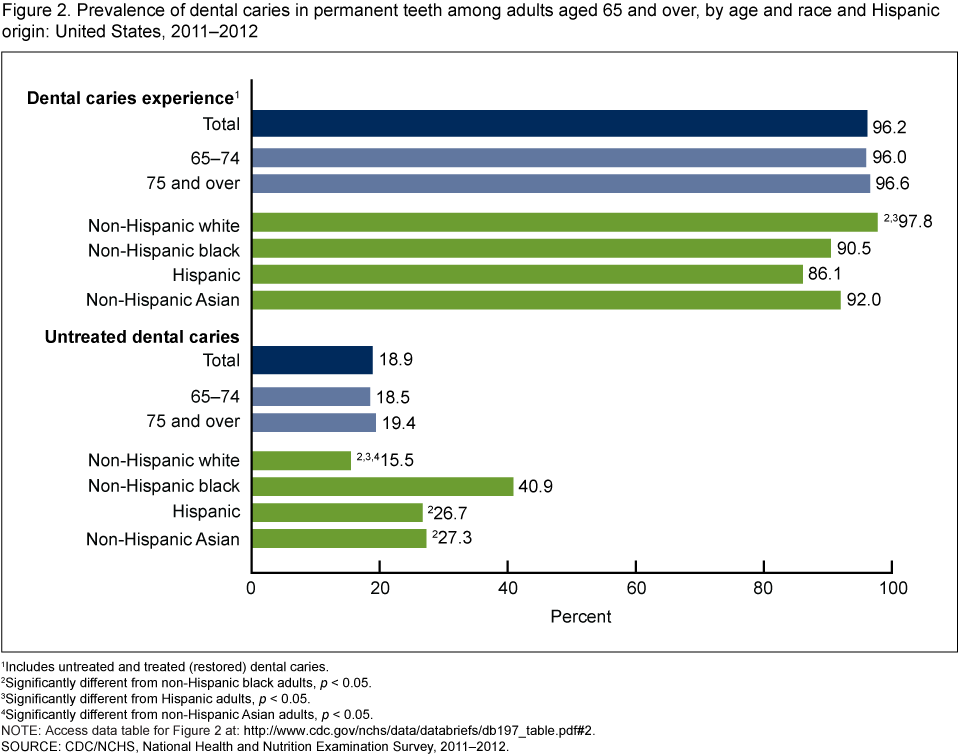 Figure 2. Prevalence of dental caries in permanent teeth among adults aged 65 and over, by age and race and Hispanic
origin: United States, 2011–2012
Dental caries experience¹
Total 96.2
65–74 96.0
75 and over 96.6
Non-Hispanic white ²,³97.8
Non-Hispanic black 90.5
Hispanic 86.1
Non-Hispanic Asian 92.0
Untreated dental caries
Total 18.9
65–74 18.5
75 and over 19.4
Non-Hispanic white ²,³,⁴15.5
Non-Hispanic black 40.9
Hispanic ²26.7
Non-Hispanic Asian ²27.3
0 20 40 60 80 100
Percent
¹Includes untreated and treated (restored) dental caries.
²Significantly different from non-Hispanic black adults, p < 0.05.
³Significantly different from Hispanic adults, p < 0.05.
⁴Significantly different from non-Hispanic Asian adults, p < 0.05.
NOTE: Access data table for Figure 2 at: http://www.cdc.gov/nchs/data/databriefs/db197_table.pdf#2.
SOURCE: CDC/NCHS, National Health and Nutrition Examination Survey, 2011–2012.